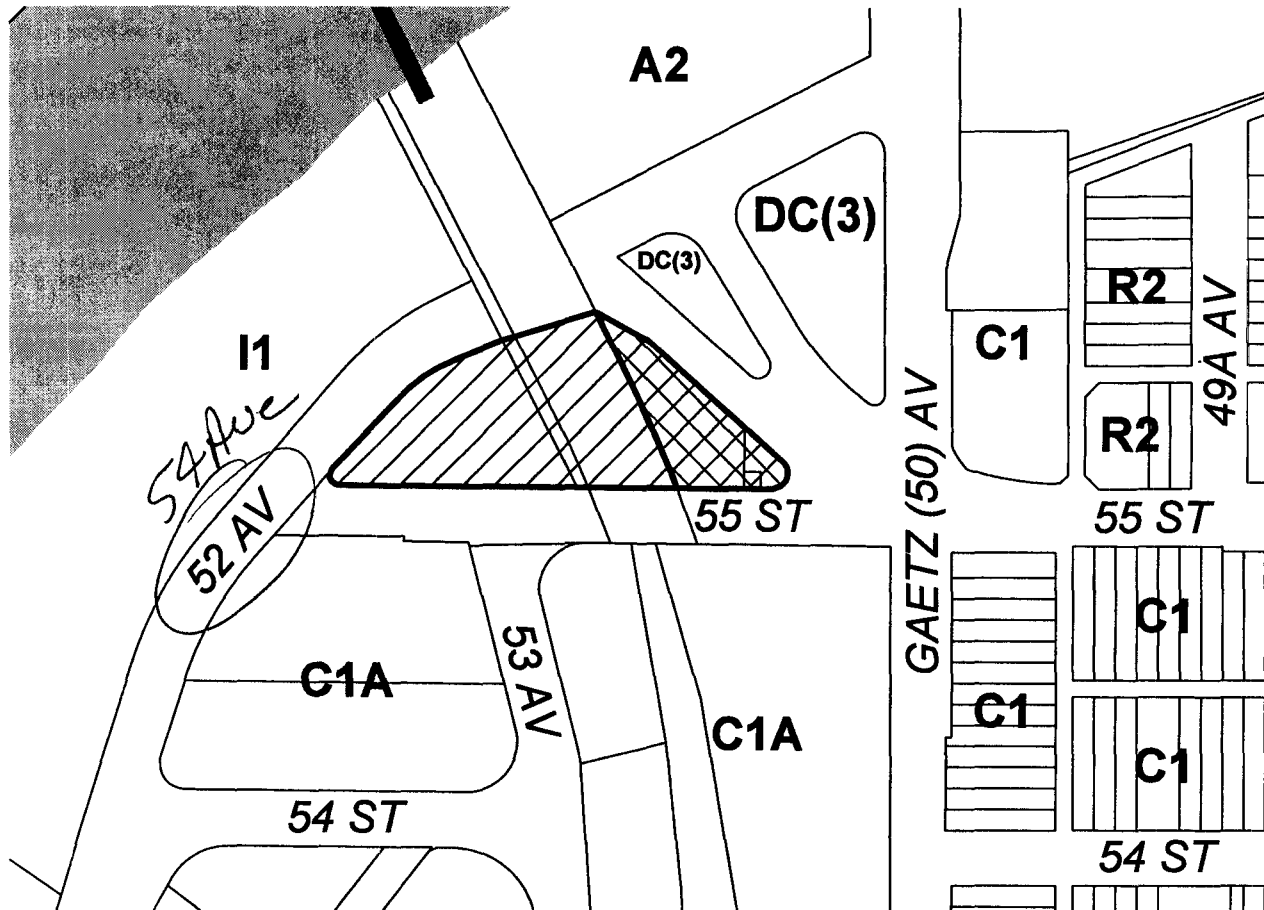 A2
DC(3)
DC(3)
R2
C1
I1
49A AV
54 Ave
R2
52 AV
GAETZ (50) AV
55 ST
55 ST
C1
53 AV
C1A
C1
C1A
C1
54 ST
54 ST